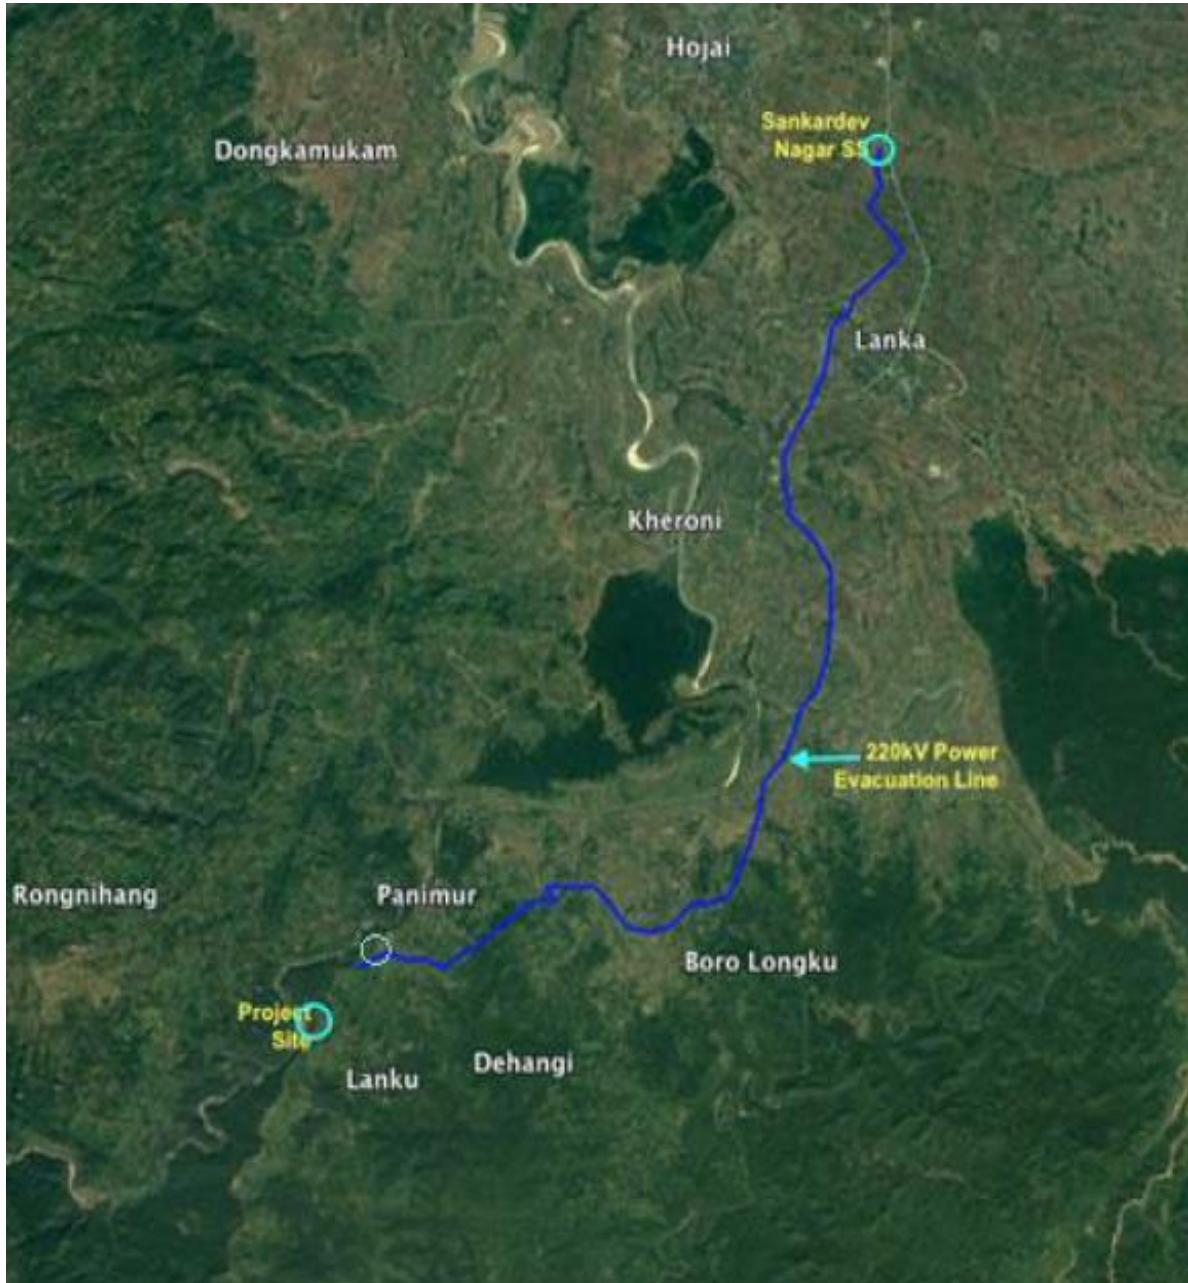 Hojai
Sankardev
Nagar SS
Dongkamukam
Lanka
Kheroni
220kV Power
Evacuation Line
Rongnihang
Panimur
Boro Longku
Project
Site
Dehangi
Lanku